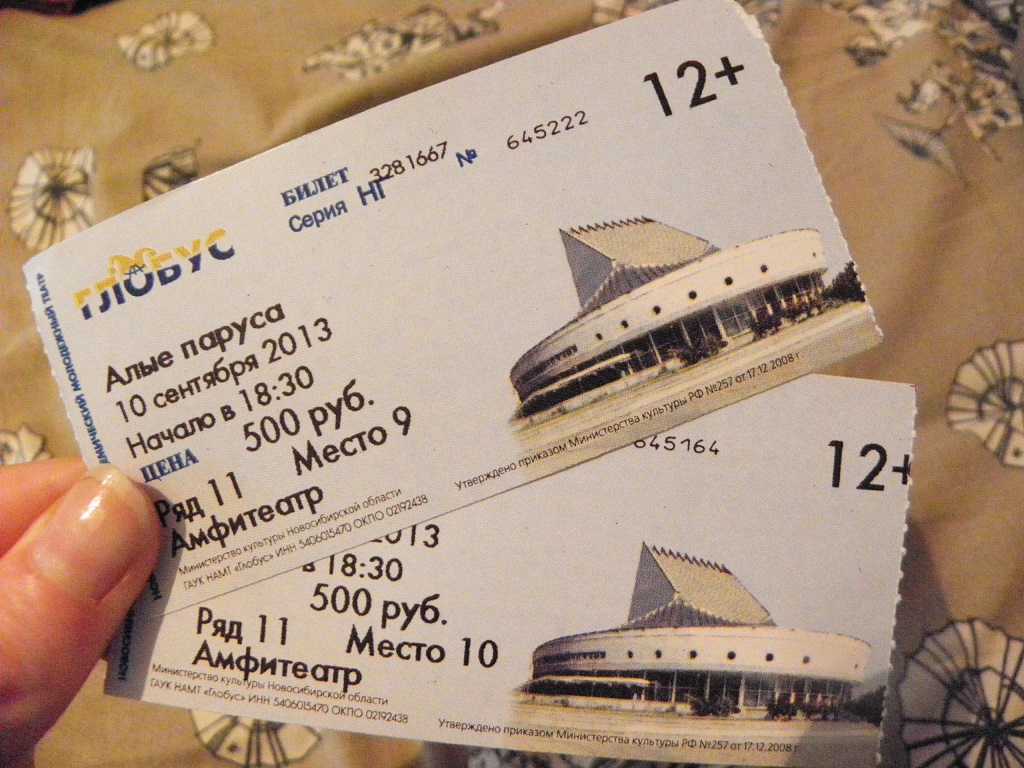 12+
БИЛЕТ 3281667 № 645222
Серия НГ
ГЛОБУС
МОЛОДЕЖНЫЙ ТЕАТР
Алые паруса
10 сентября 2013
Начало в 18:30
500 руб.
ЦЕНА
Место 9
Ряд 11
Амфитеатр
Министерство культуры Новосибирской области
ГАУК НАМТ «Глобус» ИНН 5406015470 ОКПО 02192438
Утверждено приказом Министерства культуры РФ №257 от 17.12.2008 г.
645164
12+
2013
в 18:30
500 руб.
Ряд 11 Место 10
Амфитеатр
Министерство культуры Новосибирской области
ГАУК НАМТ «Глобус» ИНН 5406015470 ОКПО 02192438
Утверждено приказом Министерства культуры РФ №257 от 17.12.2008 г.